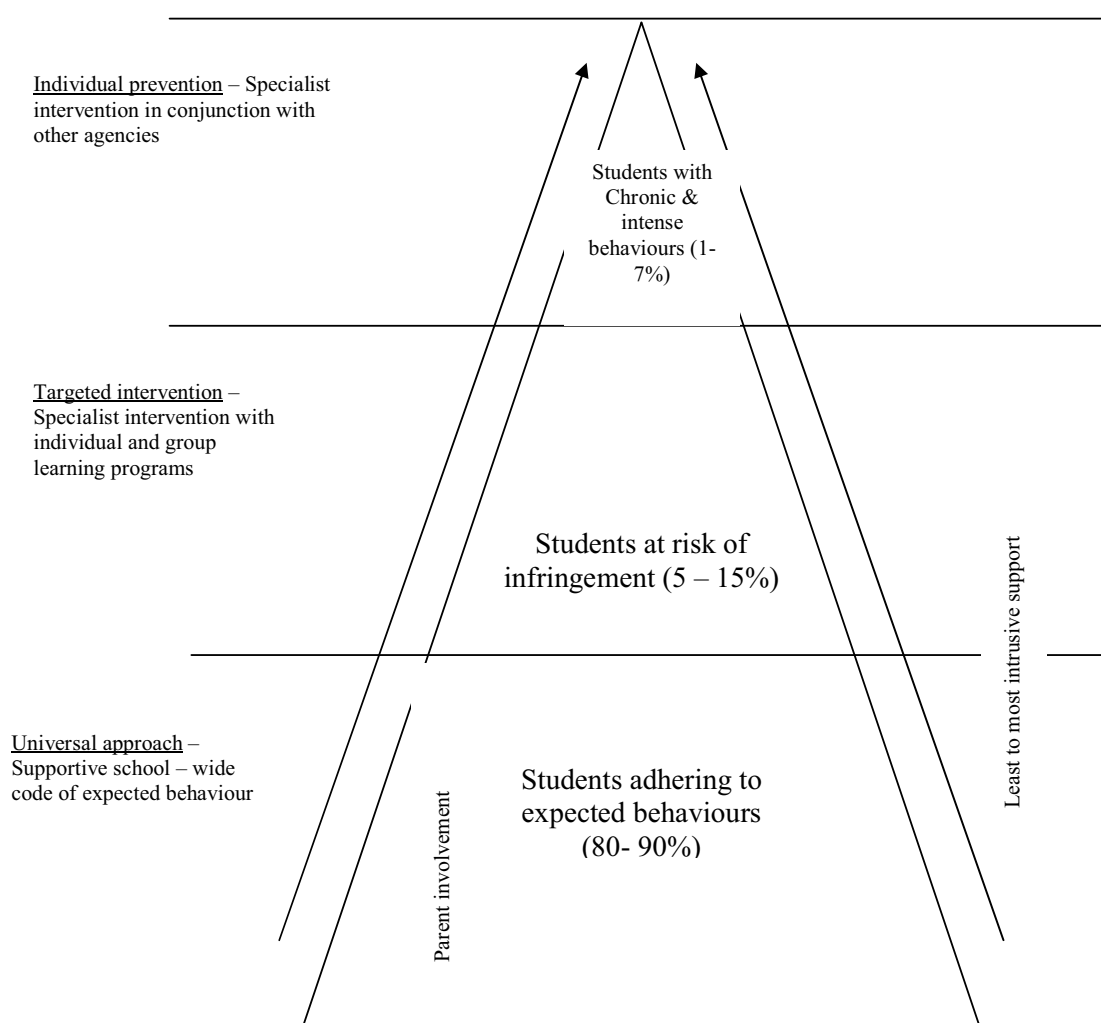 Individual prevention – Specialist
intervention in conjunction with
other agencies
Students with
Chronic &
intense
behaviours (1-
7%)
Targeted intervention –
Specialist intervention with
individual and group
learning programs
Students at risk of
infringement (5 – 15%)
Least to most intrusive support
Universal approach –
Supportive school – wide
code of expected behaviour
Students adhering to
expected behaviours
(80- 90%)
Parent involvement